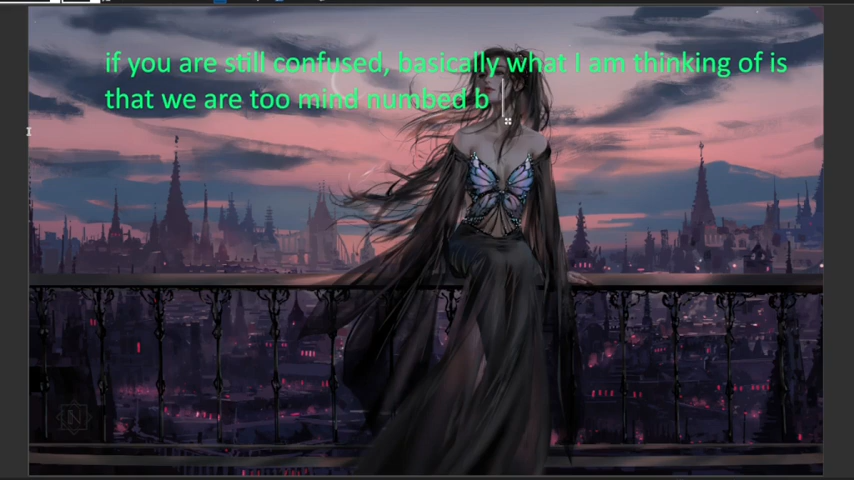 if you are still confused, basically what I am thinking of is
that we are too mind numbed b